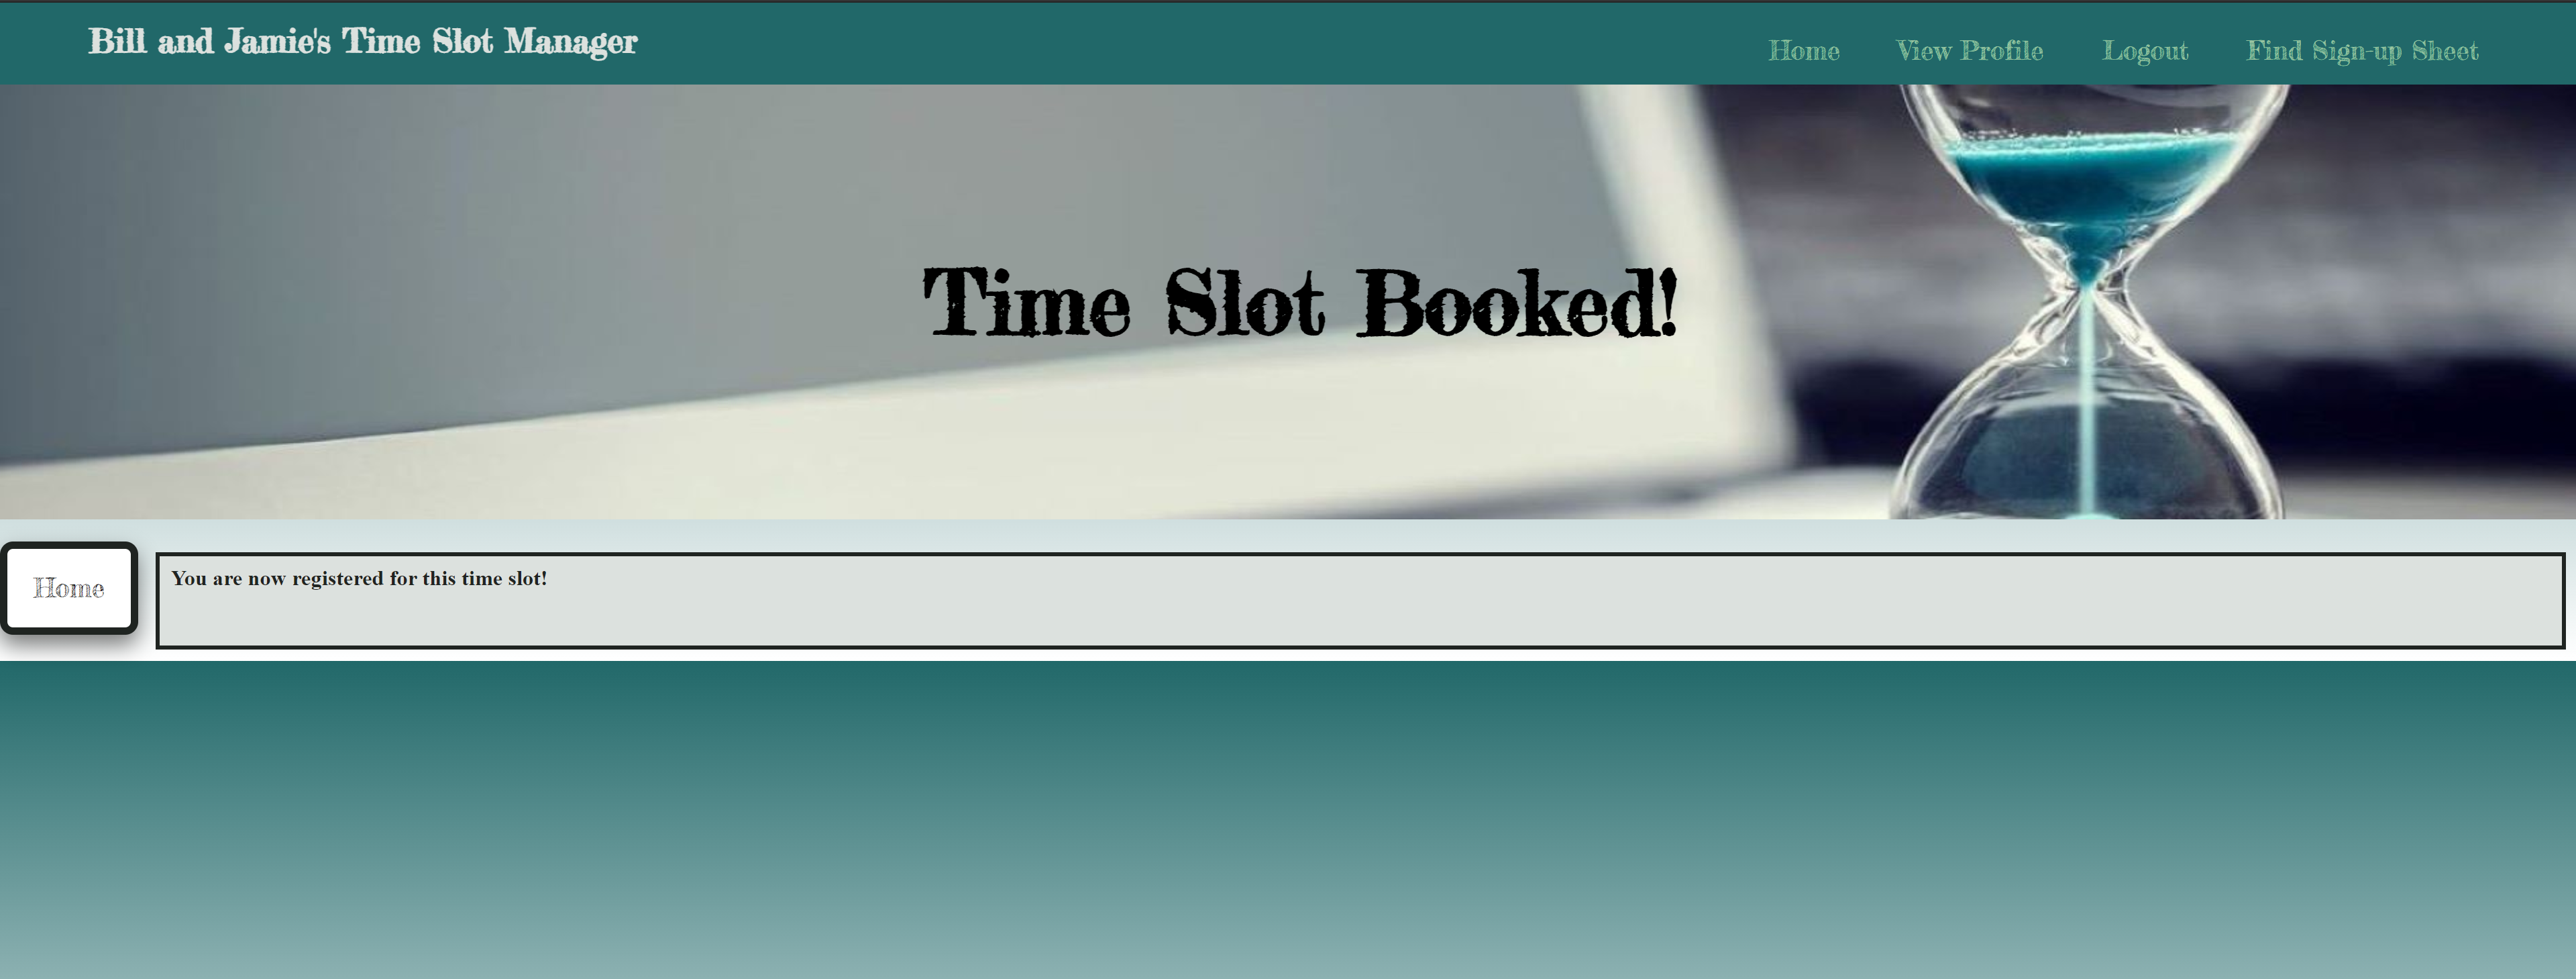 Bill and Jamie's Time Slot Manager
Home View Profile Logout Find Sign-up Sheet
Time Slot Booked!
Home
You are now registered for this time slot!